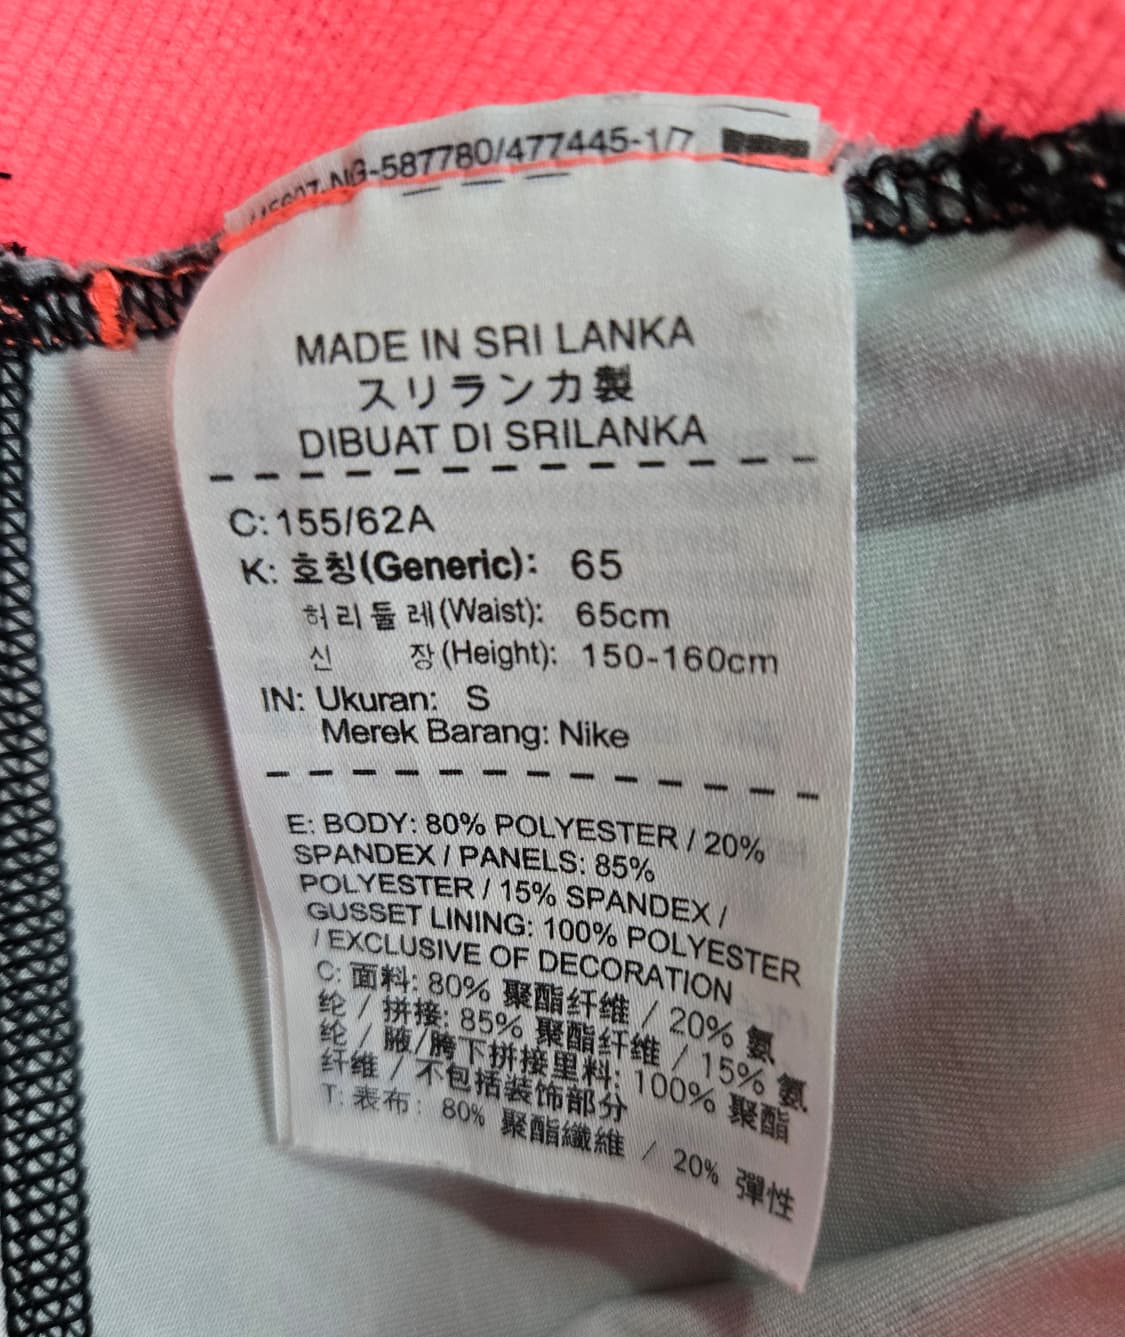 NG-587780/477445-1/7
MADE IN SRI LANKA
スリランカ製
DIBUAT DI SRILANKA
C: 155/62A
K: 호칭(Generic): 65
허리둘레(Waist): 65cm
신 장(Height): 150-160cm
IN: Ukuran: S
Merek Barang: Nike
E: BODY: 80% POLYESTER / 20%
SPANDEX / PANELS: 85%
POLYESTER / 15% SPANDEX /
GUSSET LINING: 100% POLYESTER
/ EXCLUSIVE OF DECORATION
C: 面料: 80% 聚酯纤维 / 20% 氨
纶 / 拼接: 85% 聚酯纤维 / 15% 氨
纶 / 腋/胯下拼接里料: 100% 聚酯
纤维 / 不包括装饰部分
T: 表布: 80% 聚酯纖維 / 20% 彈性